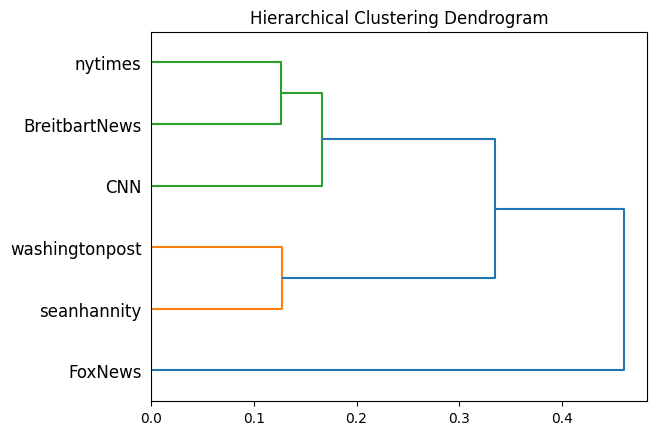 Hierarchical Clustering Dendrogram
nytimes
BreitbartNews
CNN
washingtonpost
seanhannity
FoxNews
0.0 0.1 0.2 0.3 0.4